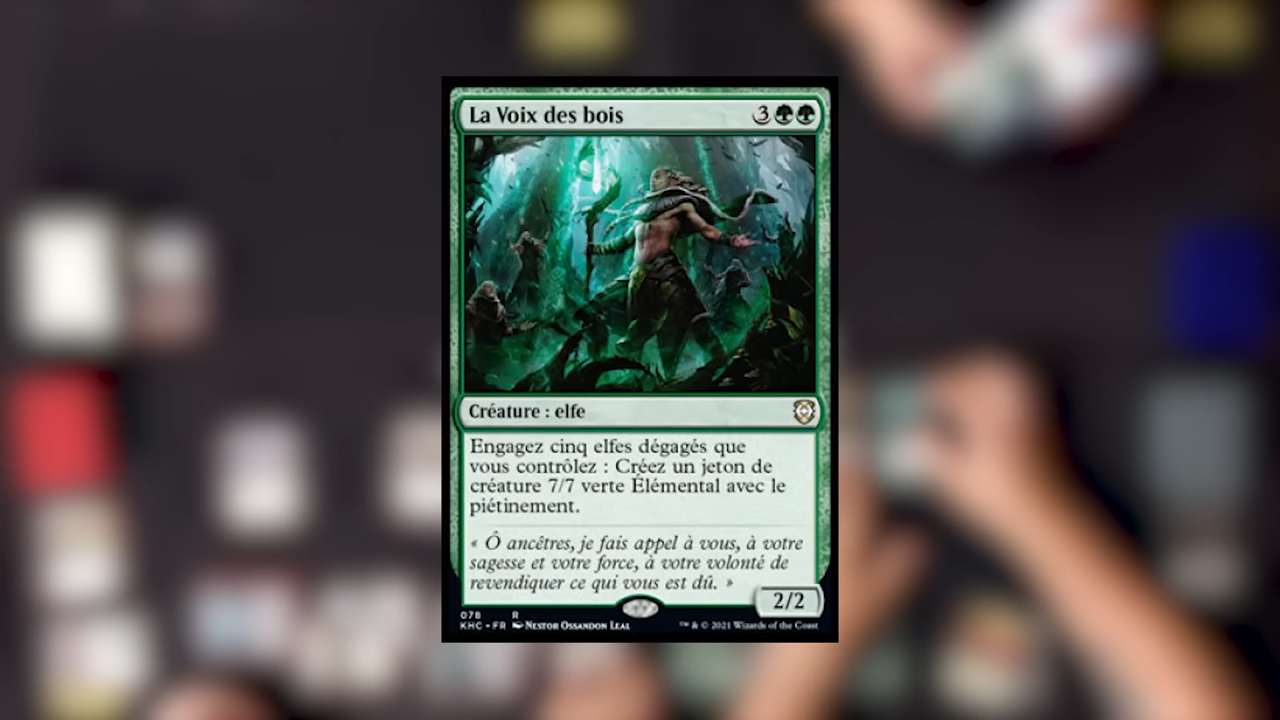 La Voix des bois 3
Créature : elfe
Engagez cinq elfes dégagés que
vous contrôlez : Créez un jeton de
créature 7/7 verte Élémental avec le
piétinement.
« Ô ancêtres, je fais appel à vous, à votre
sagesse et votre force, à votre volonté de
revendiquer ce qui vous est dû. »
2/2
078 R
KHC • FR Nestor Ossandon Leal ™ & © 2021 Wizards of the Coast